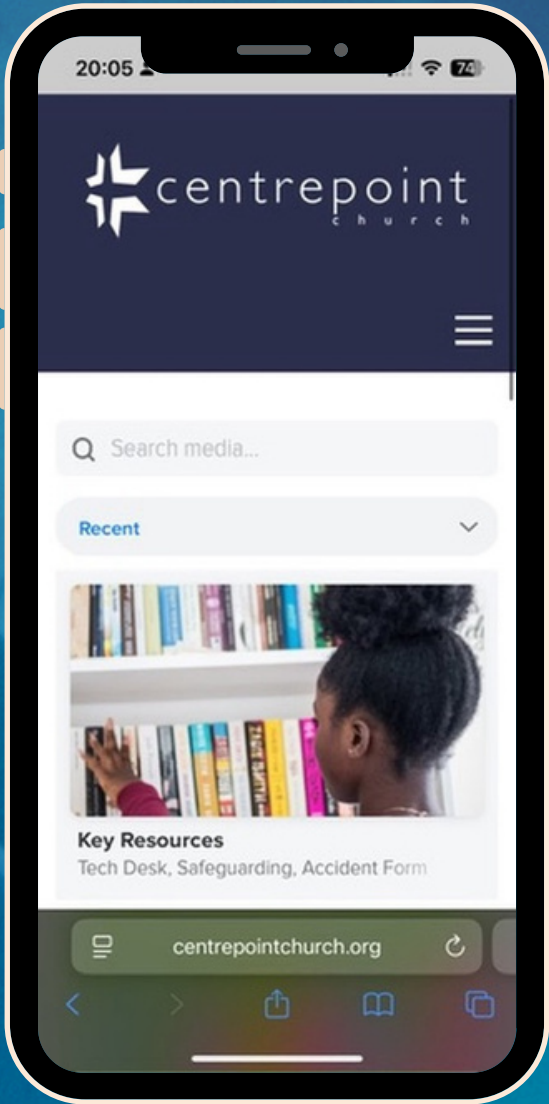 20:05
74
centrepoint
church
Search media...
Recent
Key Resources
Tech Desk, Safeguarding, Accident Form
centrepointchurch.org